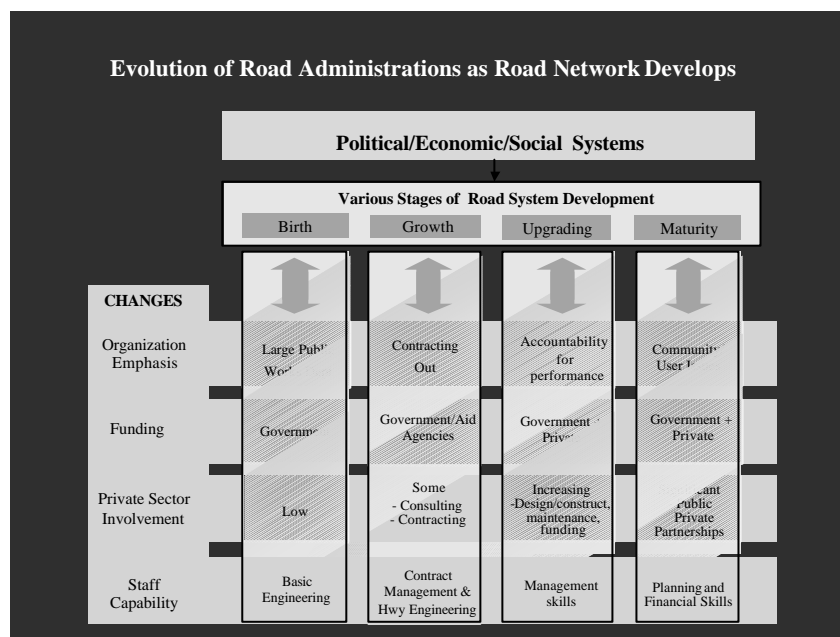 Evolution of Road Administrations as Road Network Develops
Political/Economic/Social Systems
Various Stages of Road System Development
Birth
Growth
Upgrading
Maturity
CHANGES
Organization
Emphasis
Large
Contracting
Out
Accountability
for
performance
Community
User
Funding
Government/Aid
Agencies
Government +
Private
Private Sector
Involvement
Low
Some
- Consulting
- Contracting
Increasing
-Design/construct,
maintenance,
funding
Public
Private
Partnerships
Staff
Capability
Basic
Engineering
Contract
Management &
Hwy Engineering
Management
skills
Planning and
Financial Skills